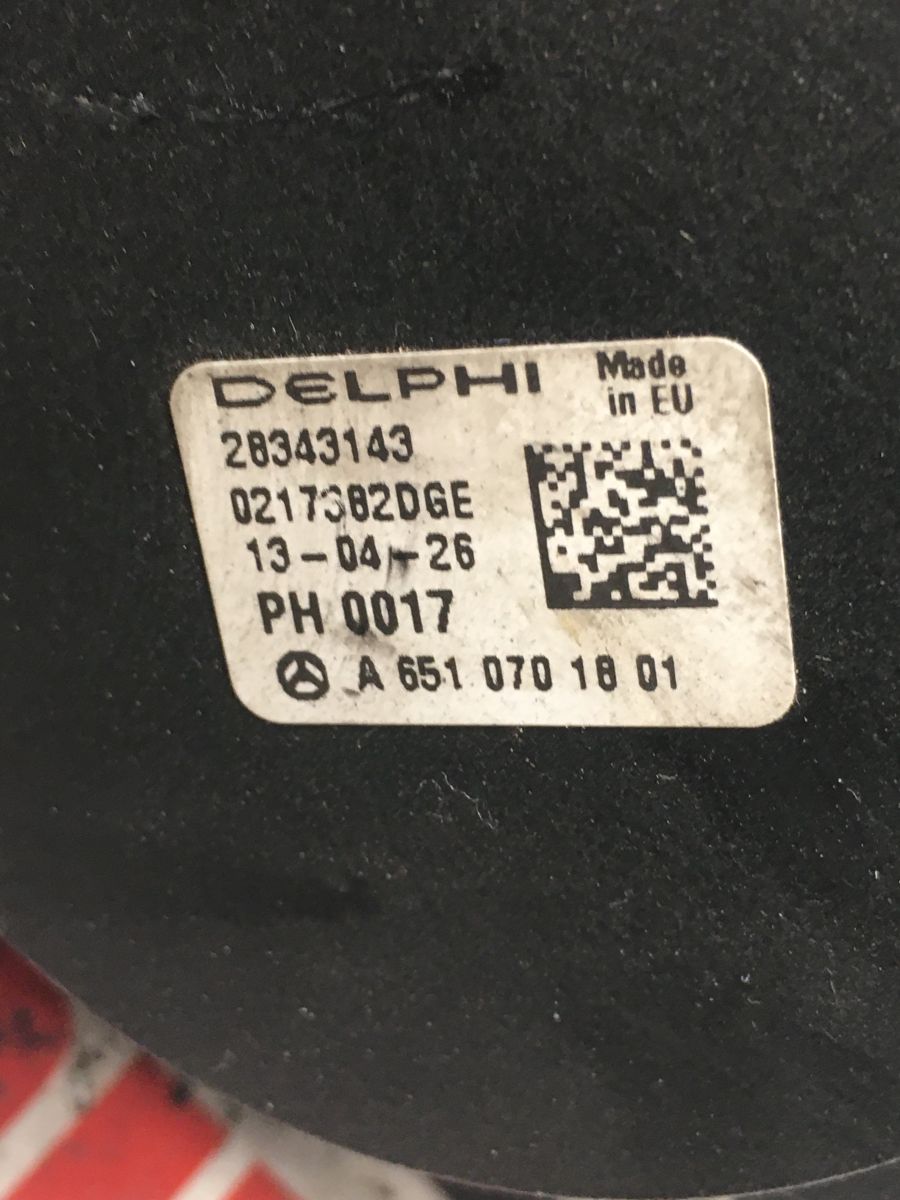 DELPHI
Made
in EU
28343143
0217382DGE
13-04-26
PH 0017
A 651 070 18 01